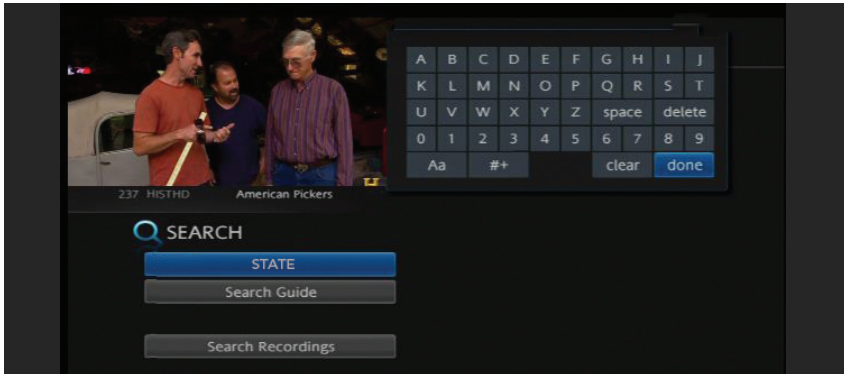 A B C D E F G H I J
K L M N O P Q R S T
U V W X Y Z space delete
0 1 2 3 4 5 6 7 8 9
Aa #+ clear done
H
237 HISTHD American Pickers
SEARCH
STATE
Search Guide
Search Recordings